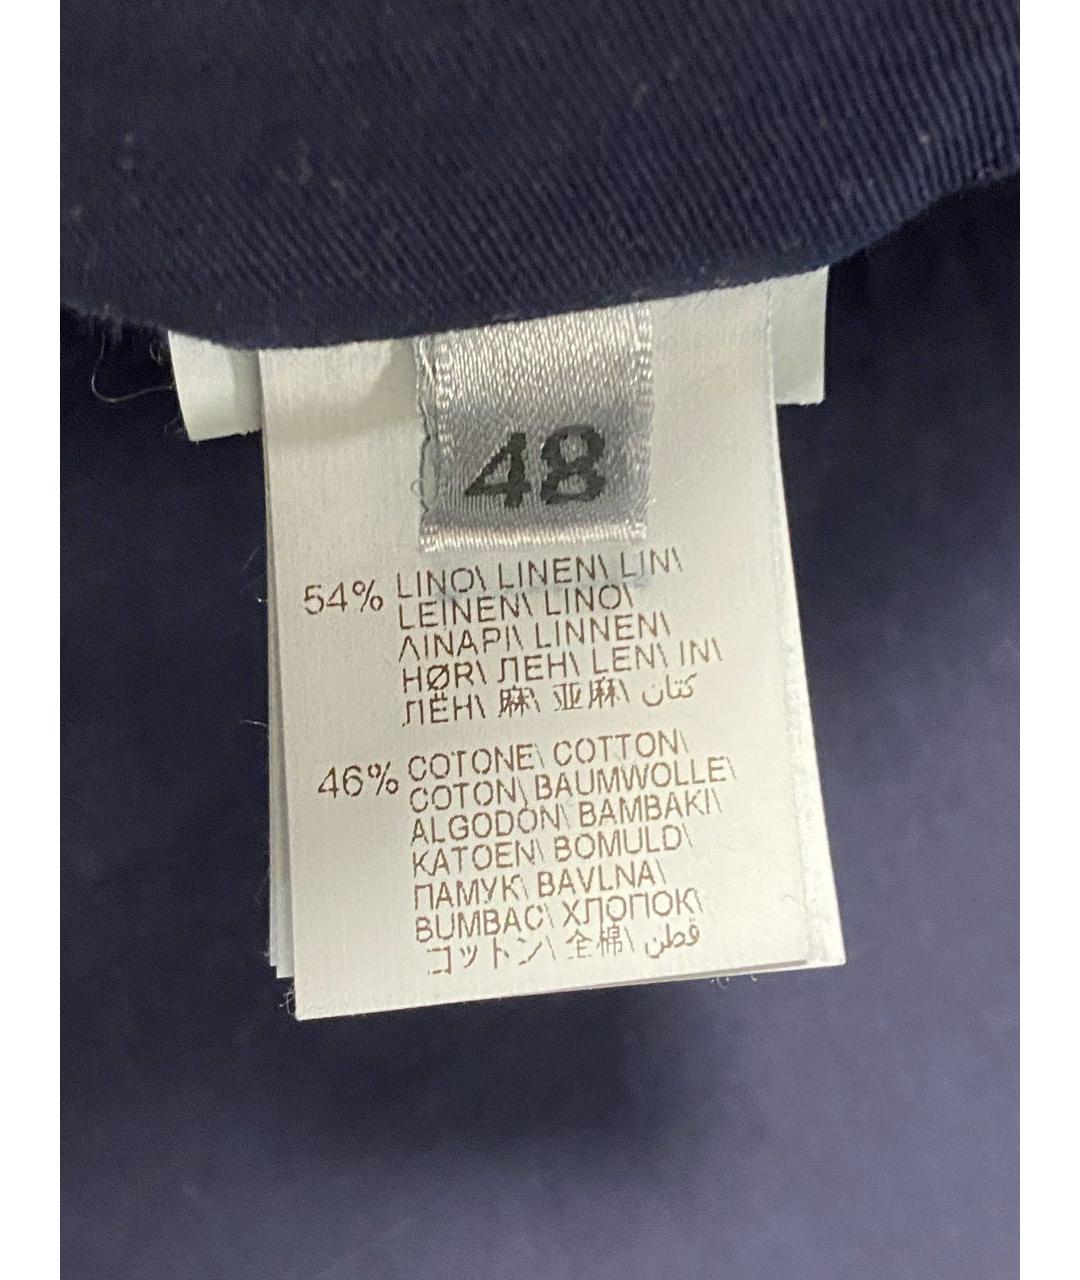 48
54% LINO\ LINEN\ LIN\
LEINEN\ LINO\
ΛΙΝΑΡΙ\ LINNEN\
HØR\ ЛЕН\ LEN\ IN\
ЛЁН\ 麻\ 亚麻\ كتان
46% COTONE\ COTTON\
COTON\ BAUMWOLLE\
ALGODÓN\ BAMBAKI\
KATOEN\ BOMULD\
ПАМУК\ BAVLNA\
BUMBAC\ ХЛОПОК\
コットン\ 全棉\ قطن